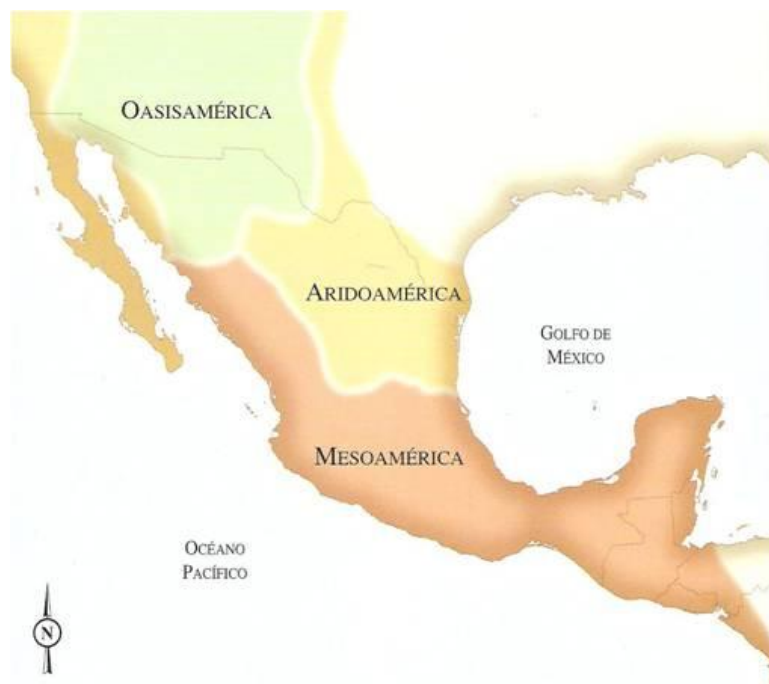 OASISAMÉRICA
ARIDOAMÉRICA
GOLFO DE
MÉXICO
MESOAMÉRICA
OCÉANO
PACÍFICO
N